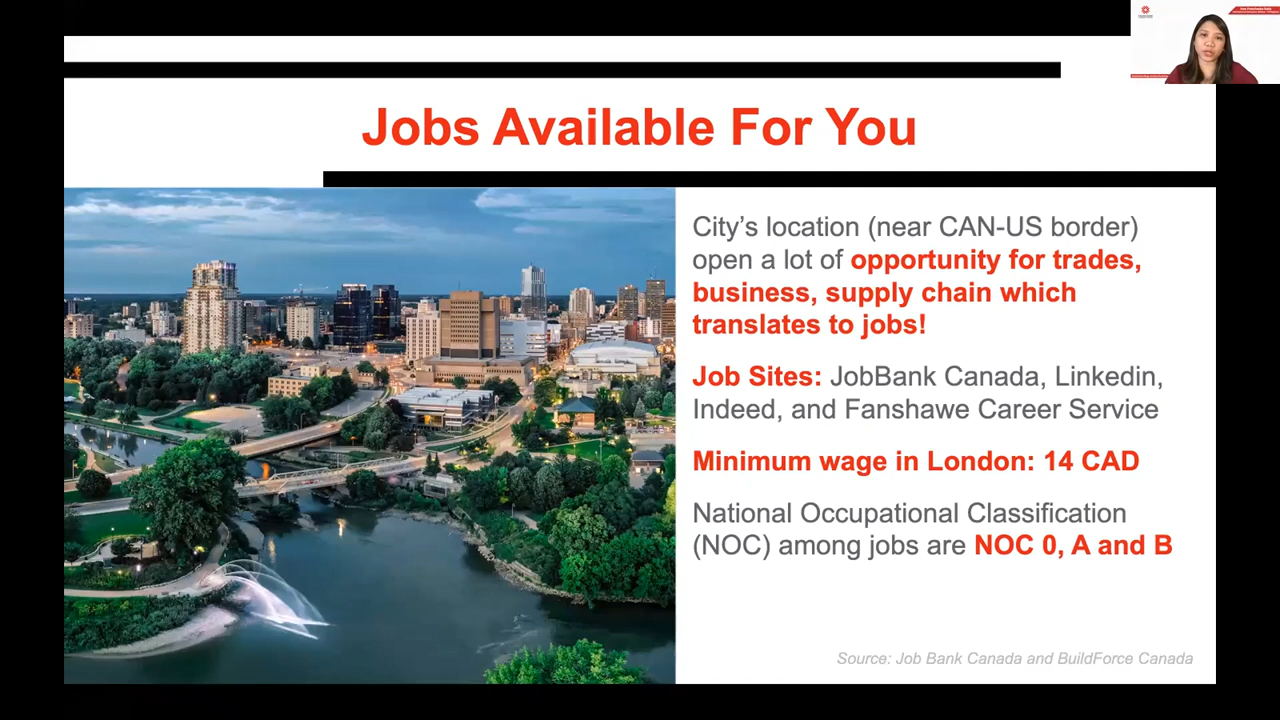 Jobs Available For You
City's location (near CAN-US border)
open a lot of opportunity for trades,
business, supply chain which
translates to jobs!
Job Sites: JobBank Canada, Linkedin,
Indeed, and Fanshawe Career Service
Minimum wage in London: 14 CAD
National Occupational Classification
(NOC) among jobs are NOC 0, A and B
Source: Job Bank Canada and BuildForce Canada